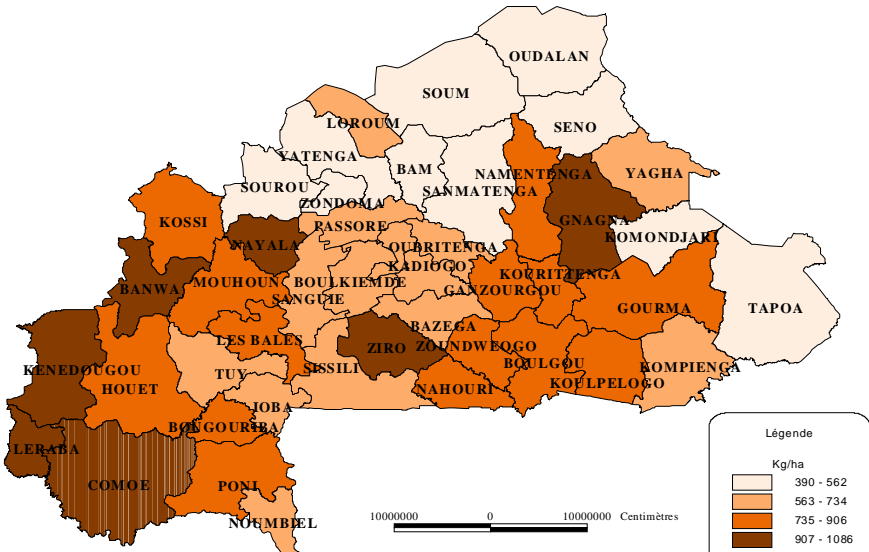 OUDALAN
SOUM
LOROUM
SENO
YATENGA
BAM
NAMENTENGA
YAGHA
SOUROU
SANMATENGA
ZONDOMA
KOSSI
PASSORE
GNAGNA
NAYALA
OUBRITENGA
KOMONDJARI
KADIOGO
KOURITTENGA
BANWA
MOUHOUN
BOULKIEMDE
GANZOURGOU
SANGUIE
GOURMA
TAPOA
BAZEGA
LES BALES
ZIRO
ZOUNDWEOGO
KENEDOUGOU
TUY
SISSILI
BOULGOU
KOMPIENGA
HOUET
NAHOURI
KOULPELOGO
IOBA
BOUGOURIBA
LERABA
COMOE
PONI
NOUMBIEL
10000000 0 10000000 Centimètres
Légende
Kg/ha
390 - 562
563 - 734
735 - 906
907 - 1086